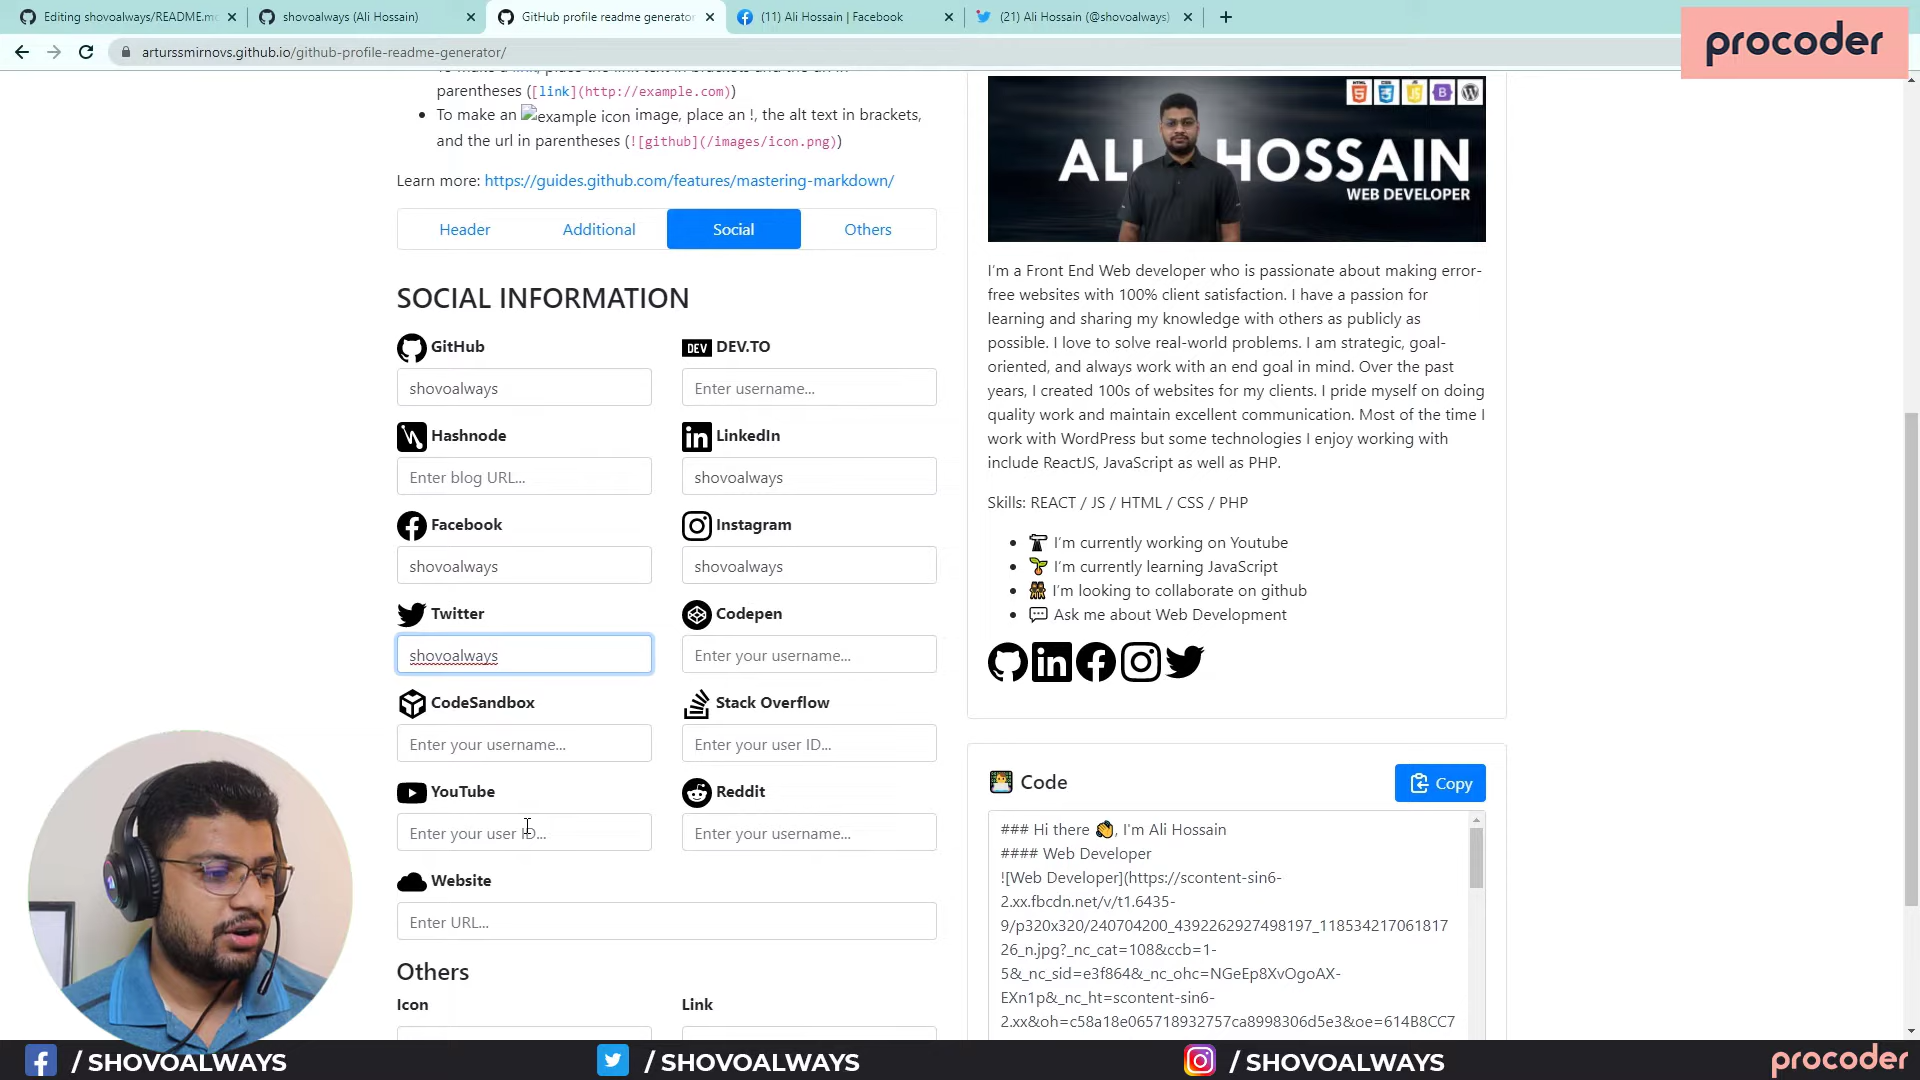 Editing shovoalways/README.mc
shovoalways (Ali Hossain)
GitHub profile readme generator
(11) Ali Hossain | Facebook
(21) Ali Hossain (@shovoalways)
arturssmirnovs.github.io/github-profile-readme-generator/
procoder
parentheses ([link](http://example.com))
To make an example icon image, place an !, the alt text in brackets,
and the url in parentheses (![github](/images/icon.png))
Learn more: https://guides.github.com/features/mastering-markdown/
Header
Additional
Social
Others
SOCIAL INFORMATION
GitHub
DEV.TO
shovoalways
Enter username...
Hashnode
LinkedIn
Enter blog URL...
shovoalways
Facebook
Instagram
shovoalways
shovoalways
Twitter
Codepen
shovoalways
Enter your username...
CodeSandbox
Stack Overflow
Enter your username...
Enter your user ID...
YouTube
Reddit
Enter your user ID...
Enter your username...
Website
Enter URL...
Others
Icon
Link
ALI HOSSAIN
WEB DEVELOPER
I'm a Front End Web developer who is passionate about making error-
free websites with 100% client satisfaction. I have a passion for
learning and sharing my knowledge with others as publicly as
possible. I love to solve real-world problems. I am strategic, goal-
oriented, and always work with an end goal in mind. Over the past
years, I created 100s of websites for my clients. I pride myself on doing
quality work and maintain excellent communication. Most of the time I
work with WordPress but some technologies I enjoy working with
include ReactJS, JavaScript as well as PHP.
Skills: REACT / JS / HTML / CSS / PHP
I'm currently working on Youtube
I'm currently learning JavaScript
I'm looking to collaborate on github
Ask me about Web Development
Code
Copy
### Hi there 👋, I'm Ali Hossain
#### Web Developer
![Web Developer](https://scontent-sin6-
2.xx.fbcdn.net/v/t1.6435-
9/p320x320/240704200_4392262927498197_118534217061817
26_n.jpg?_nc_cat=108&ccb=1-
5&_nc_sid=e3f864&_nc_ohc=NGeEp8XvOgoAX-
EXn1p&_nc_ht=scontent-sin6-
2.xx&oh=c58a18e065718932757ca8998306d5e3&oe=614B8CC7
/ SHOVOALWAYS
/ SHOVOALWAYS
/ SHOVOALWAYS
procoder